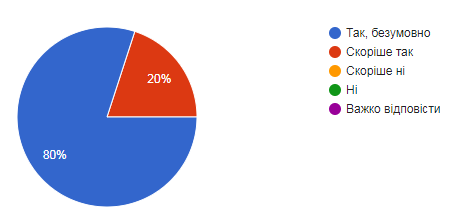 Так, безумовно
Скоріше так
20%
Скоріше ні
Ні
Важко відповісти
80%